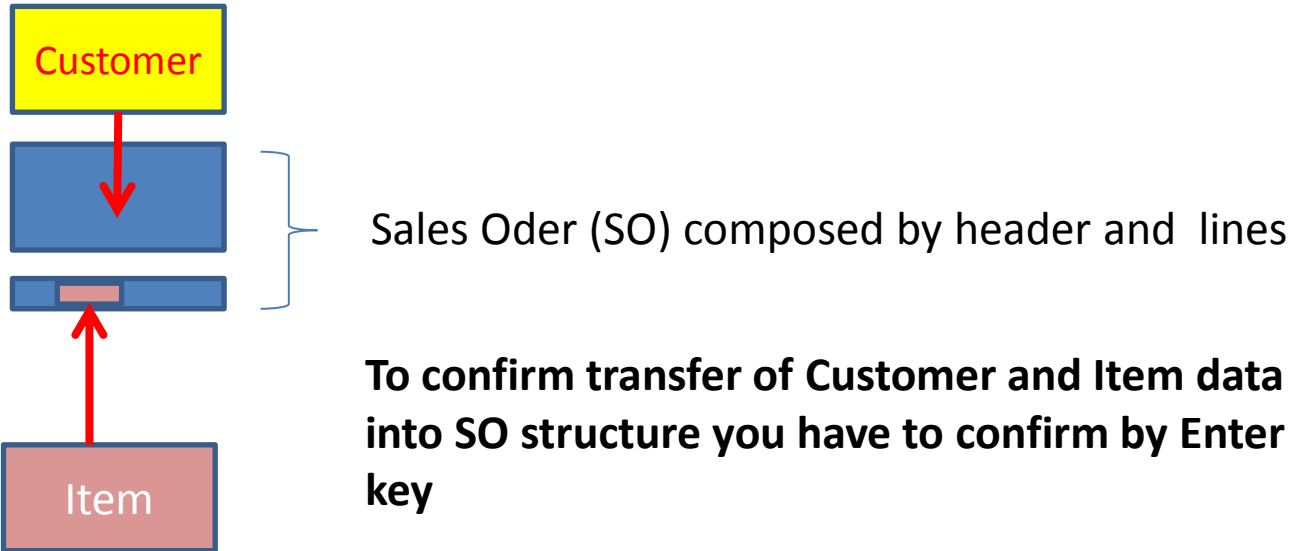 Customer
Sales Oder (SO) composed by header and lines
To confirm transfer of Customer and Item data
into SO structure you have to confirm by Enter
key
Item